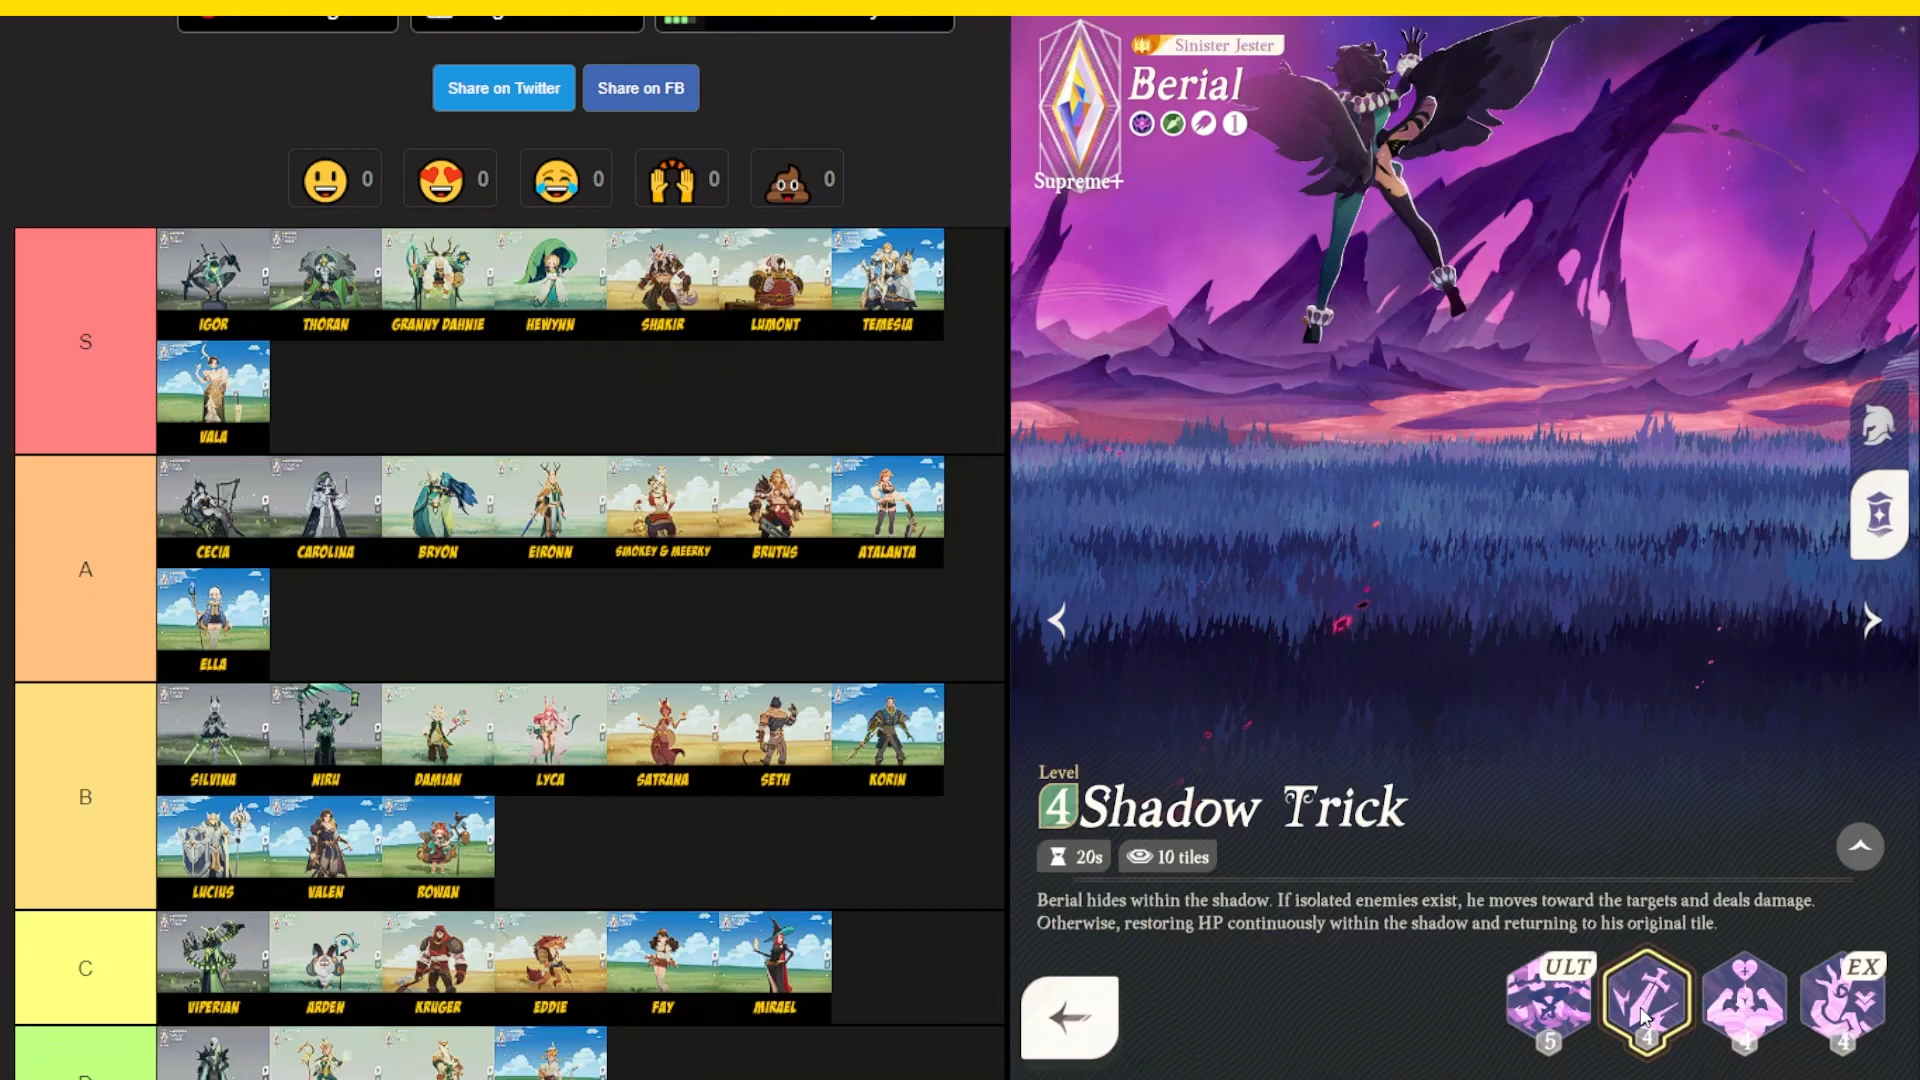 Share on Twitter
Share on FB
0
0
0
0
0
S
IGOR
THORAN
GRANNY DAHNIE
HEWYNN
SHAKIR
LUMONT
TEMESIA
VALA
A
CECIA
CAROLINA
BRYON
EIRONN
SMOKEY & MEERKY
BRUTUS
ATALANTA
ELLA
B
SILVINA
NIRU
DAMIAN
LYCA
SATRANA
SETH
KORIN
LUCIUS
VALEN
ROWAN
C
VIPERIAN
ARDEN
KRUGER
EDDIE
FAY
MIRAEL
Sinister Jester
Berial
1
Supreme+
Level
4 Shadow Trick
20s
10 tiles
Berial hides within the shadow. If isolated enemies exist, he moves toward the targets and deals damage.
Otherwise, restoring HP continuously within the shadow and returning to his original tile.
ULT
EX
5
4
4
4